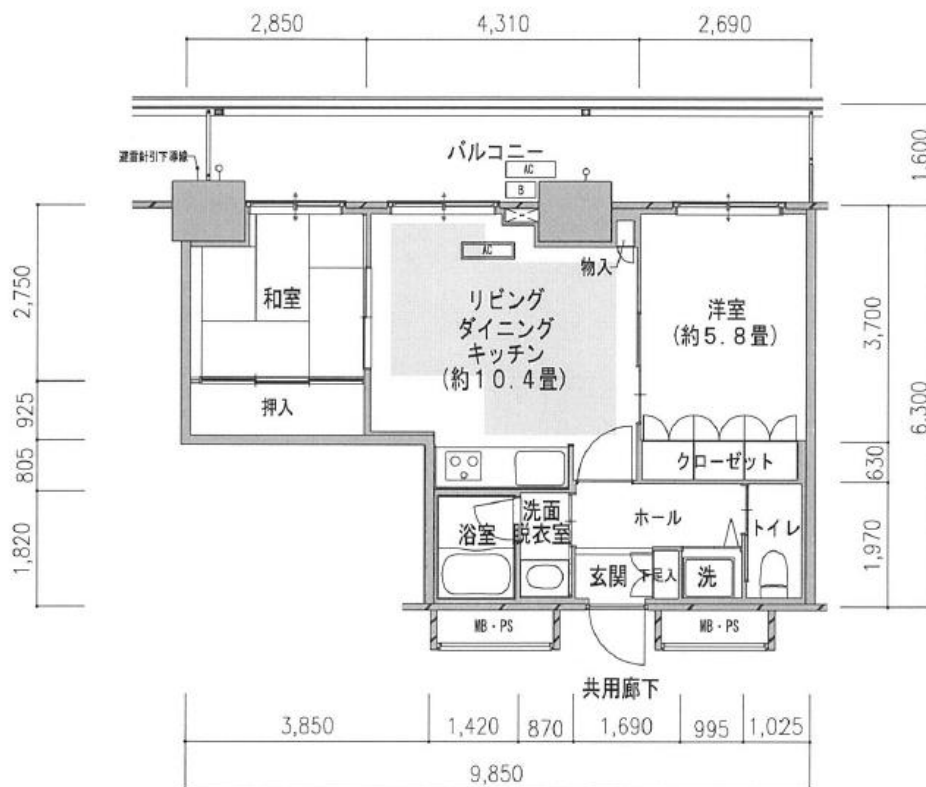 2,850
4,310
2,690
バルコニー
避雷針引下導線
AC
B
1,600
AC
物入
和室
リビング
ダイニング
キッチン
(約10.4畳)
洋室
(約5.8畳)
2,750
3,700
6,300
押入
925
クローゼット
805
630
洗面
脱衣室
浴室
ホール
トイレ
1,820
1,970
玄関
下足入
洗
MB・PS
MB・PS
共用廊下
3,850
1,420
870
1,690
995
1,025
9,850